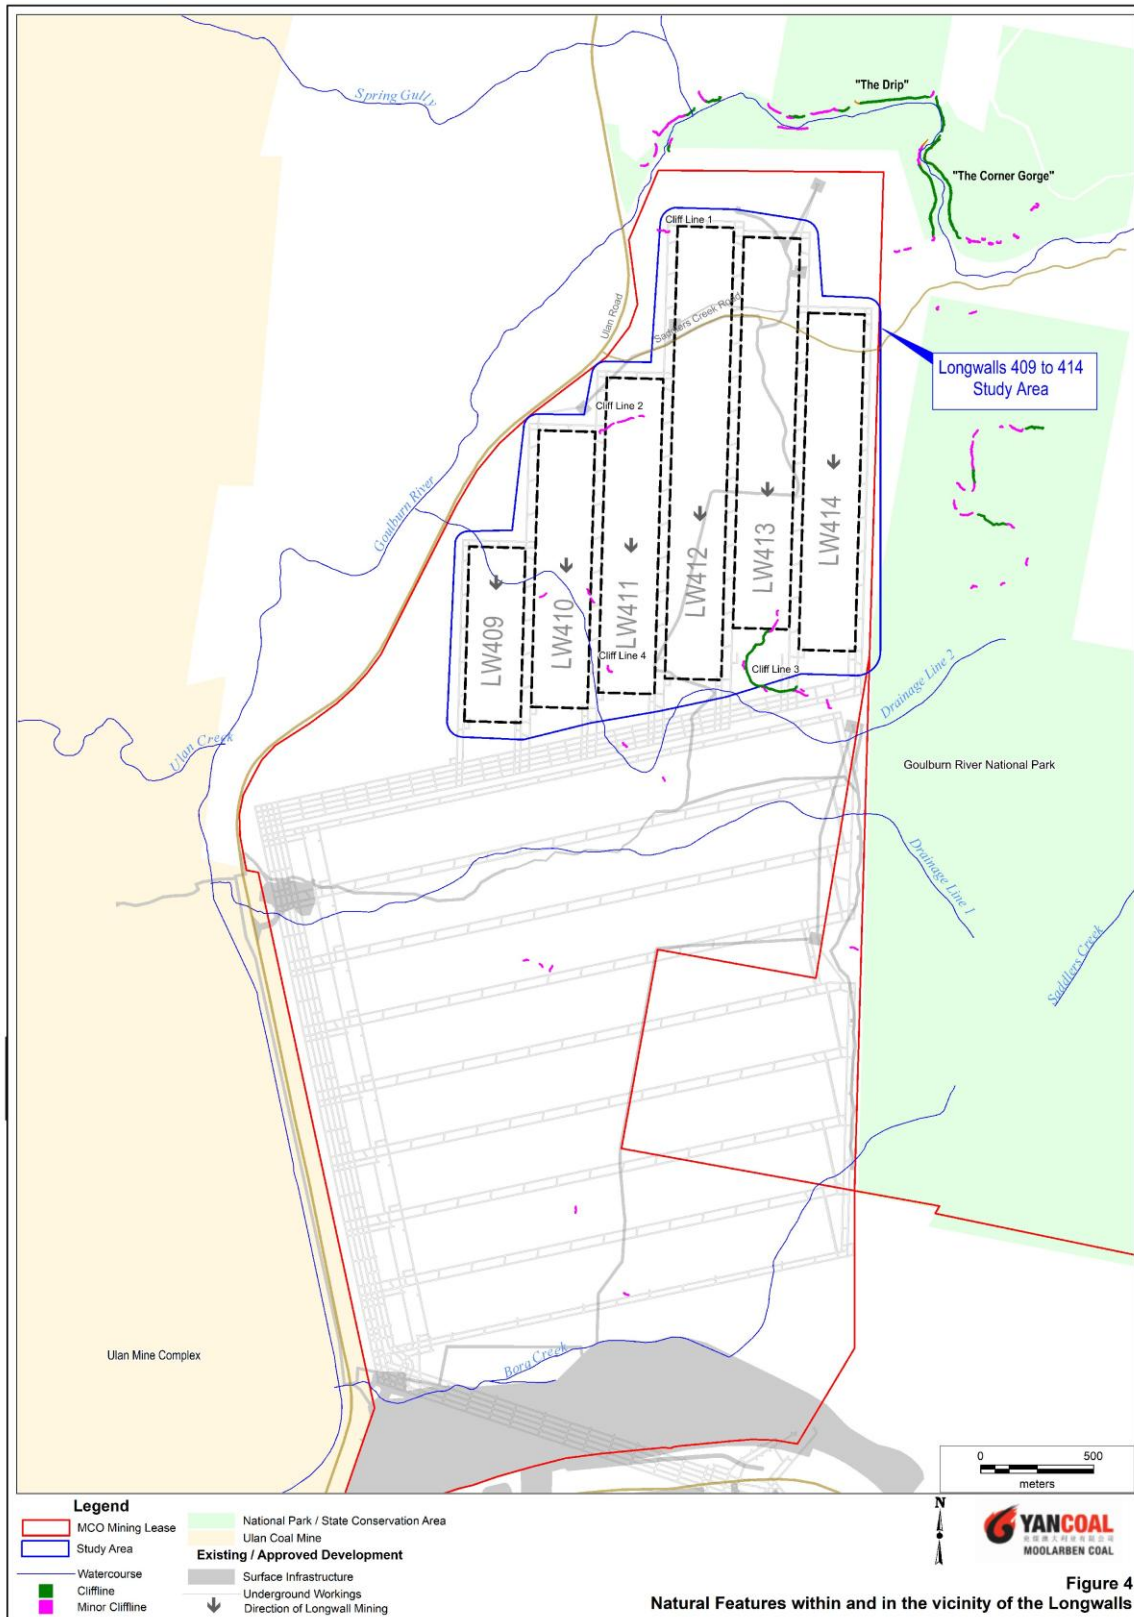 Spring Gully
"The Drip"
"The Corner Gorge"
Cliff Line 1
Ulan Road
Saddlers Creek Road
Longwalls 409 to 414
Study Area
Cliff Line 2
Goulburn River
LW409
LW410
LW411
LW412
LW413
LW414
Cliff Line 4
Cliff Line 3
Drainage Line 2
Ulan Creek
Goulburn River National Park
Drainage Line 1
Saddlers Creek
Ulan Mine Complex
Bora Creek
0 500
meters
Legend
MCO Mining Lease
Study Area
Watercourse
Cliffline
Minor Cliffline
National Park / State Conservation Area
Ulan Coal Mine
Existing / Approved Development
Surface Infrastructure
Underground Workings
Direction of Longwall Mining
N
YANCOAL
MOOLARBEN COAL
Figure 4
Natural Features within and in the vicinity of the Longwalls